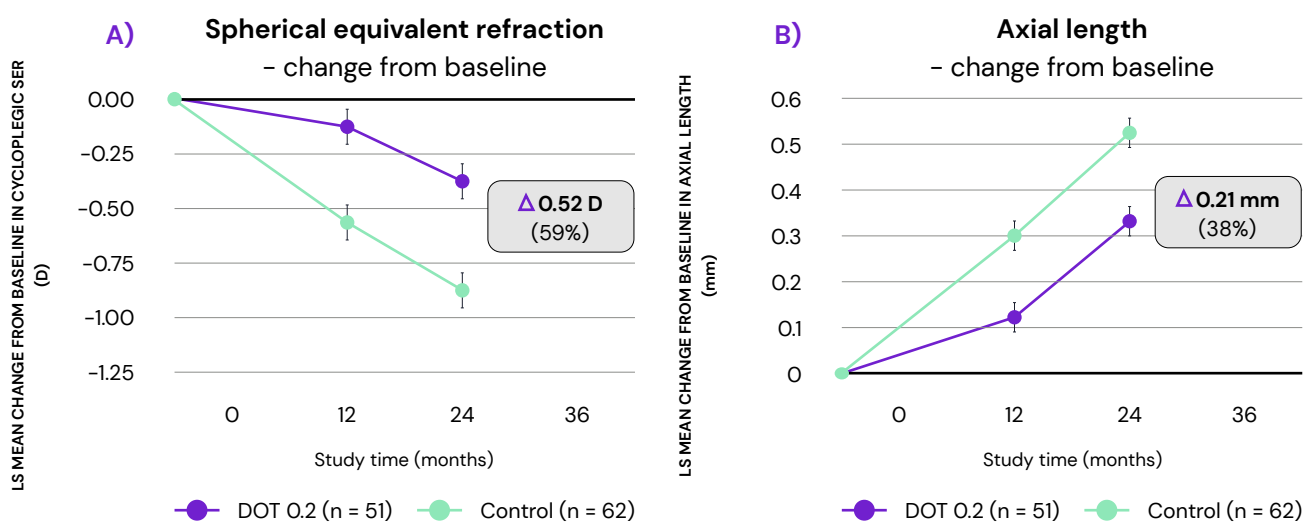 A)
Spherical equivalent refraction
– change from baseline
LS MEAN CHANGE FROM BASELINE IN CYCLOPLEGIC SER
(D)
0.00
–0.25
–0.50
–0.75
–1.00
–1.25
Δ 0.52 D
(59%)
0 12 24 36
Study time (months)
DOT 0.2 (n = 51) Control (n = 62)
B)
Axial length
– change from baseline
LS MEAN CHANGE FROM BASELINE IN AXIAL LENGTH
(mm)
0.6
0.5
0.4
0.3
0.2
0.1
0
Δ 0.21 mm
(38%)
0 12 24 36
Study time (months)
DOT 0.2 (n = 51) Control (n = 62)